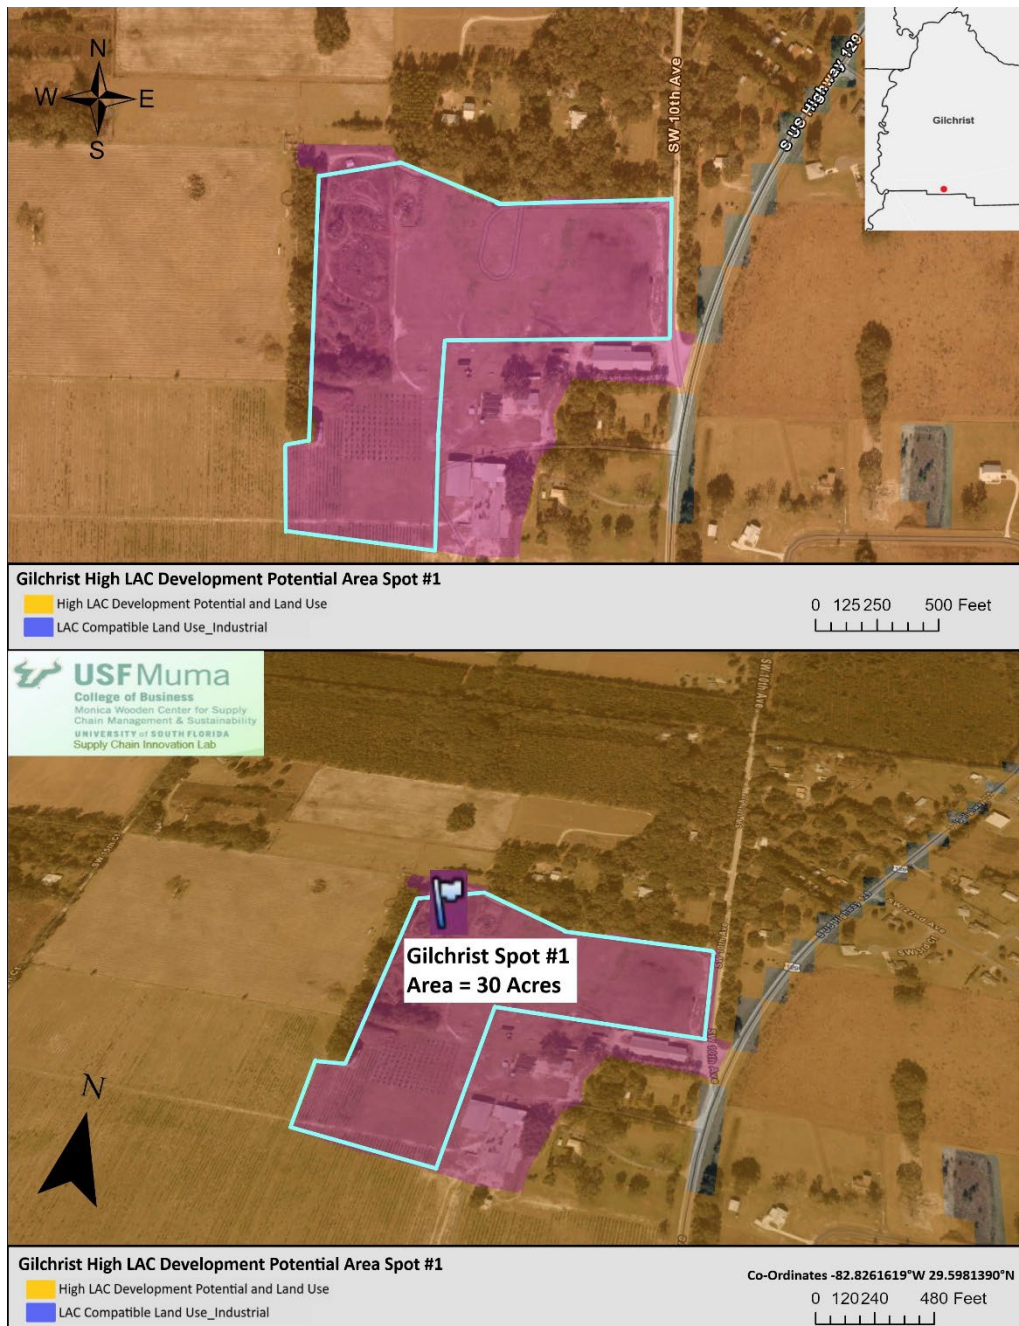 N
W
E
S
SW 10th Ave
S US Highway 129
Gilchrist
Gilchrist High LAC Development Potential Area Spot #1
High LAC Development Potential and Land Use
LAC Compatible Land Use_Industrial
0 125 250 500 Feet
USF Muma
College of Business
Monica Wooden Center for Supply
Chain Management & Sustainability
UNIVERSITY of SOUTH FLORIDA
Supply Chain Innovation Lab
SW 10th Ave
Gilchrist Spot #1
Area = 30 Acres
SW 22nd Ave
N
Gilchrist High LAC Development Potential Area Spot #1
High LAC Development Potential and Land Use
LAC Compatible Land Use_Industrial
Co-Ordinates -82.8261619°W 29.5981390°N
0 120 240 480 Feet